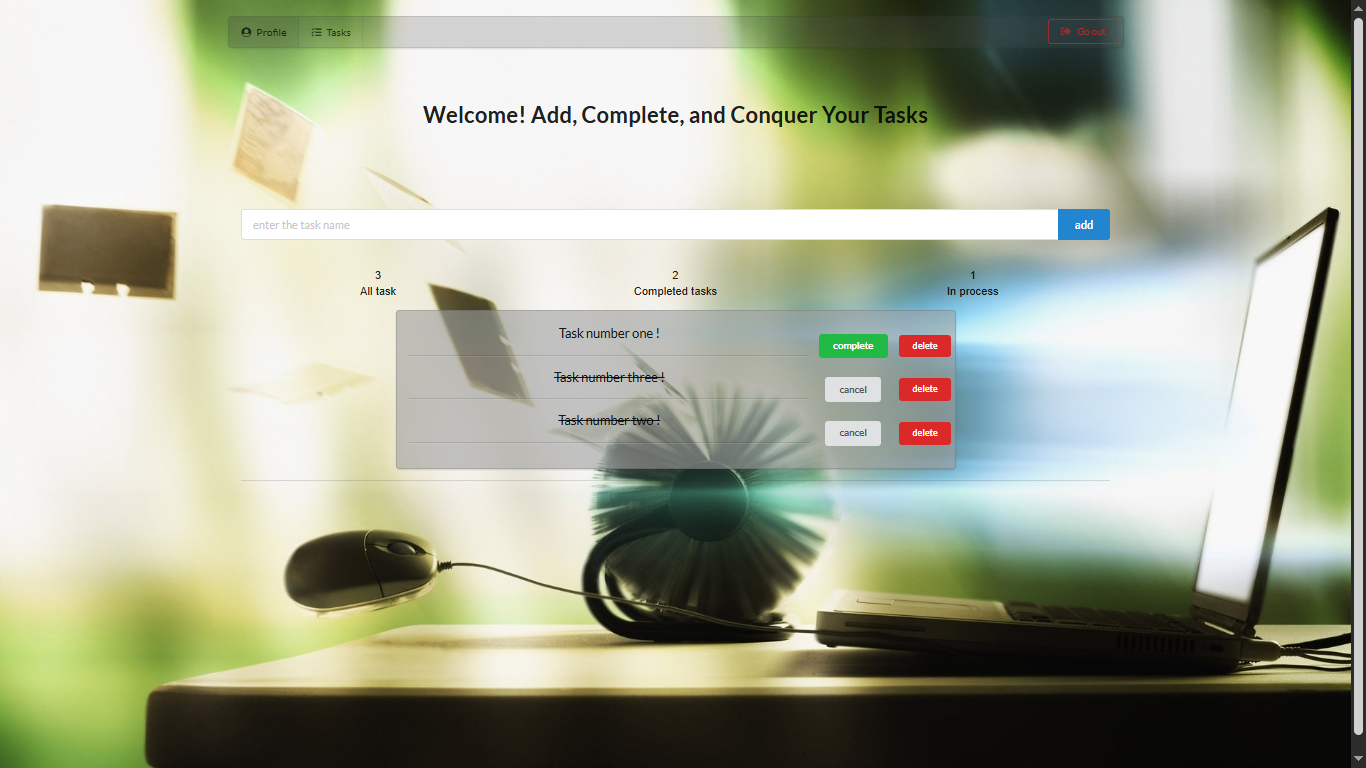 Profile Tasks Go out
Welcome! Add, Complete, and Conquer Your Tasks
enter the task name add
3 2 1
All task Completed tasks In process
Task number one ! complete delete
Task number three ! cancel delete
Task number two ! cancel delete